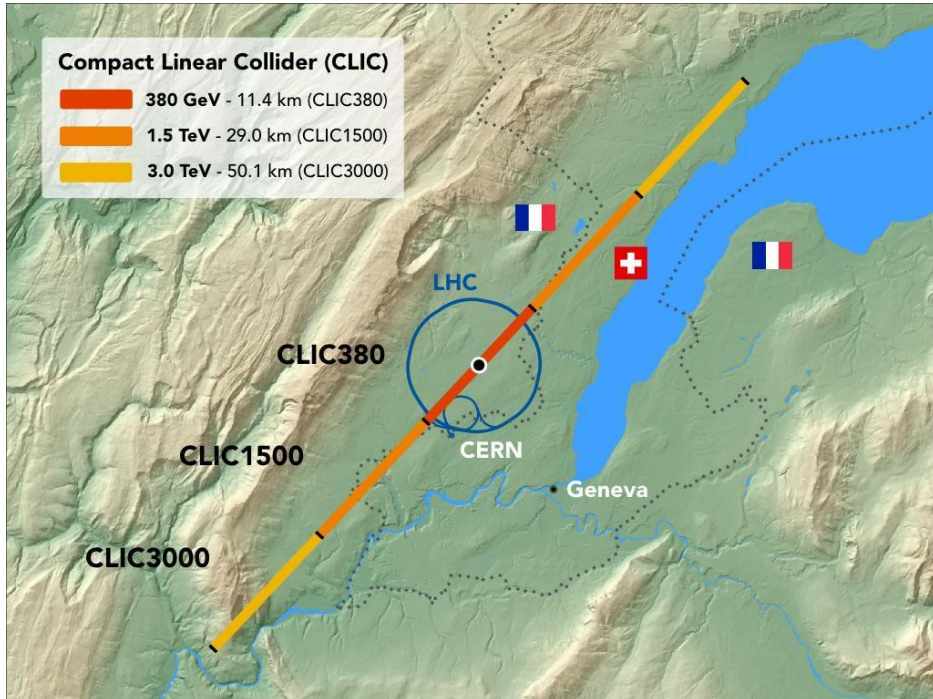 Compact Linear Collider (CLIC)
380 GeV - 11.4 km (CLIC380)
1.5 TeV - 29.0 km (CLIC1500)
3.0 TeV - 50.1 km (CLIC3000)
LHC
CLIC380
CLIC1500
CERN
Geneva
CLIC3000